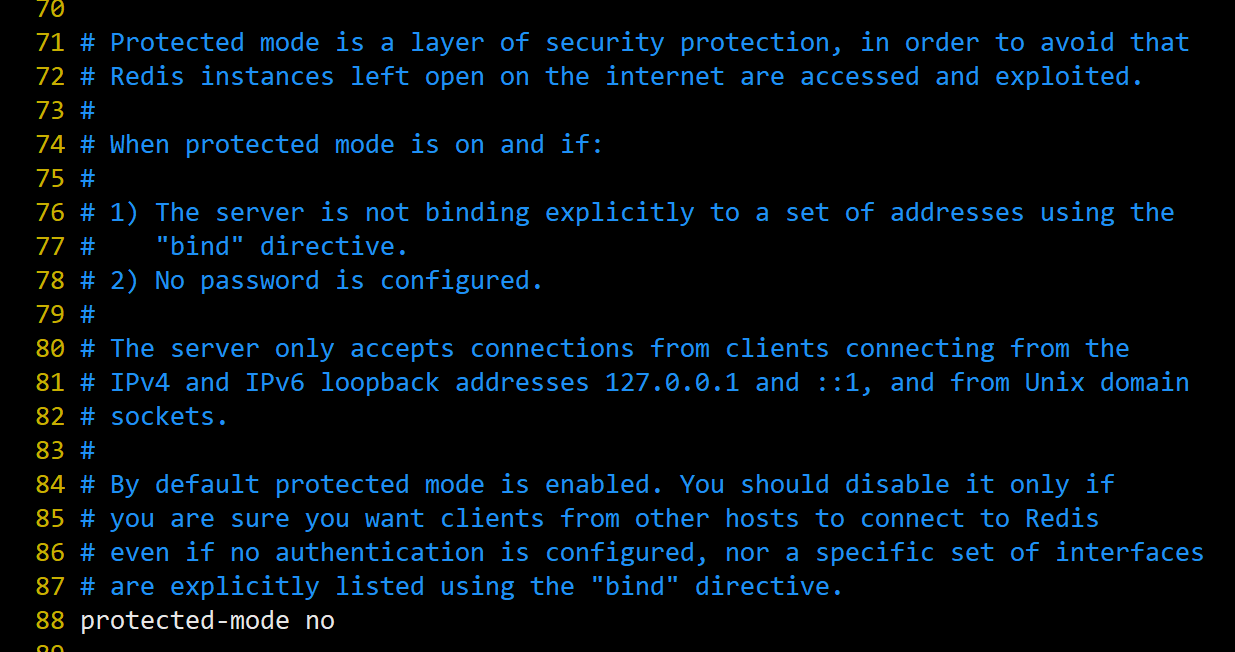 70
71 # Protected mode is a layer of security protection, in order to avoid that
72 # Redis instances left open on the internet are accessed and exploited.
73 #
74 # When protected mode is on and if:
75 #
76 # 1) The server is not binding explicitly to a set of addresses using the
77 #    "bind" directive.
78 # 2) No password is configured.
79 #
80 # The server only accepts connections from clients connecting from the
81 # IPv4 and IPv6 loopback addresses 127.0.0.1 and ::1, and from Unix domain
82 # sockets.
83 #
84 # By default protected mode is enabled. You should disable it only if
85 # you are sure you want clients from other hosts to connect to Redis
86 # even if no authentication is configured, nor a specific set of interfaces
87 # are explicitly listed using the "bind" directive.
88 protected-mode no
89